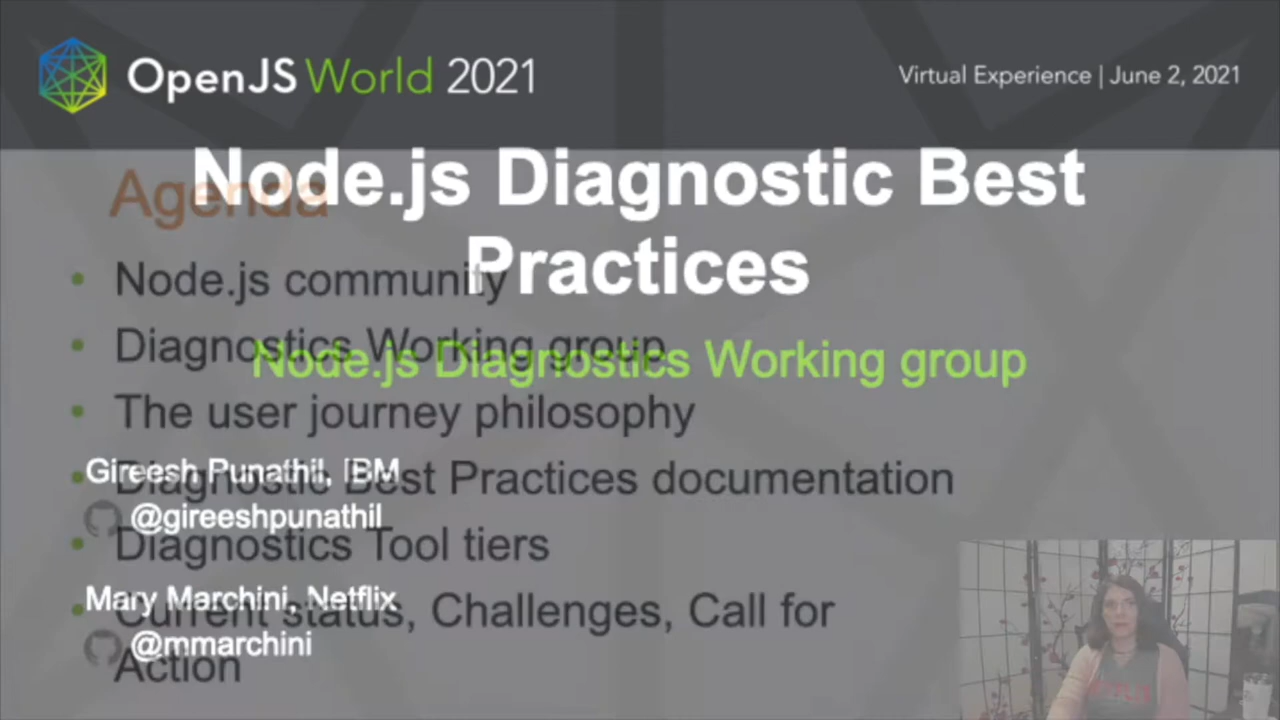 OpenJS World 2021
Virtual Experience | June 2, 2021
Node.js Diagnostic Best
Practices
Node.js Diagnostics Working group
Gireesh Punathil, IBM
@gireeshpunathil
Mary Marchini, Netflix
@mmarchini
Agenda
• Node.js community
• Diagnostics Working group
• The user journey philosophy
• Diagnostic Best Practices documentation
• Diagnostics Tool tiers
• Current status, Challenges, Call for
Action